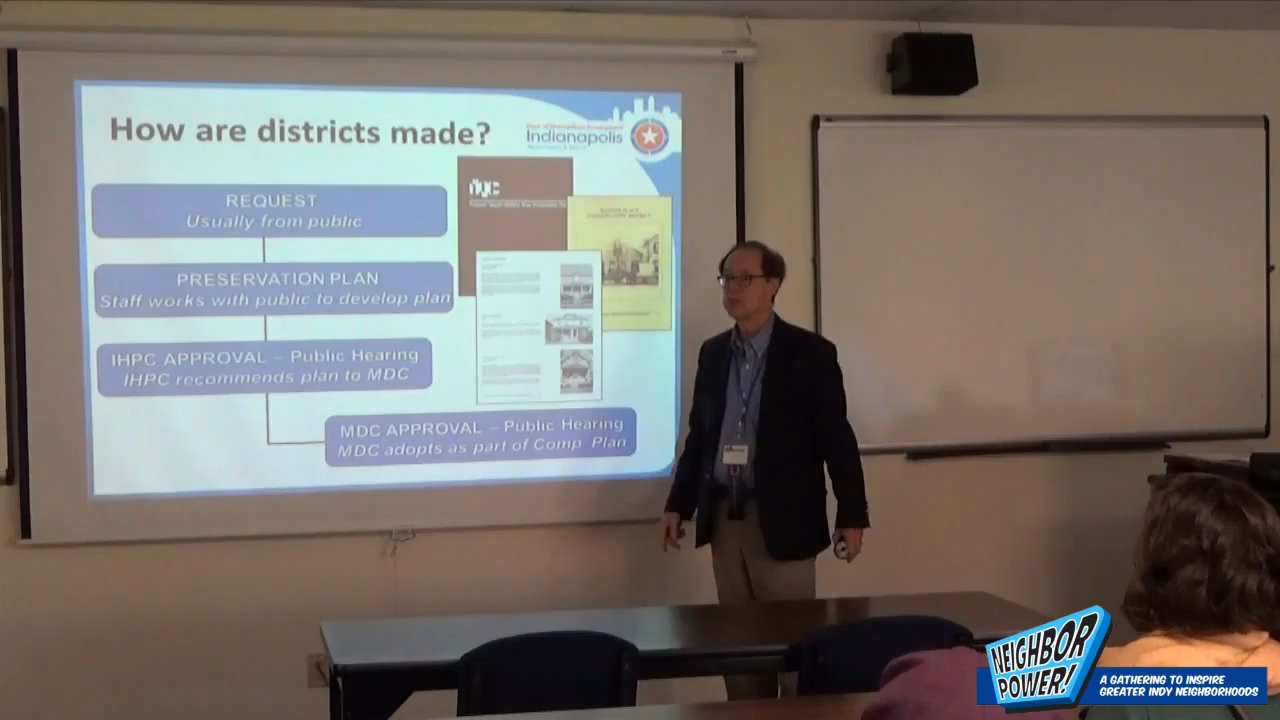 How are districts made?
Indianapolis
REQUEST
Usually from public
PRESERVATION PLAN
Staff works with public to develop plan
IHPC APPROVAL – Public Hearing
IHPC recommends plan to MDC
MDC APPROVAL – Public Hearing
MDC adopts as part of Comp Plan
NEIGHBOR
POWER!
A GATHERING TO INSPIRE
GREATER INDY NEIGHBORHOODS